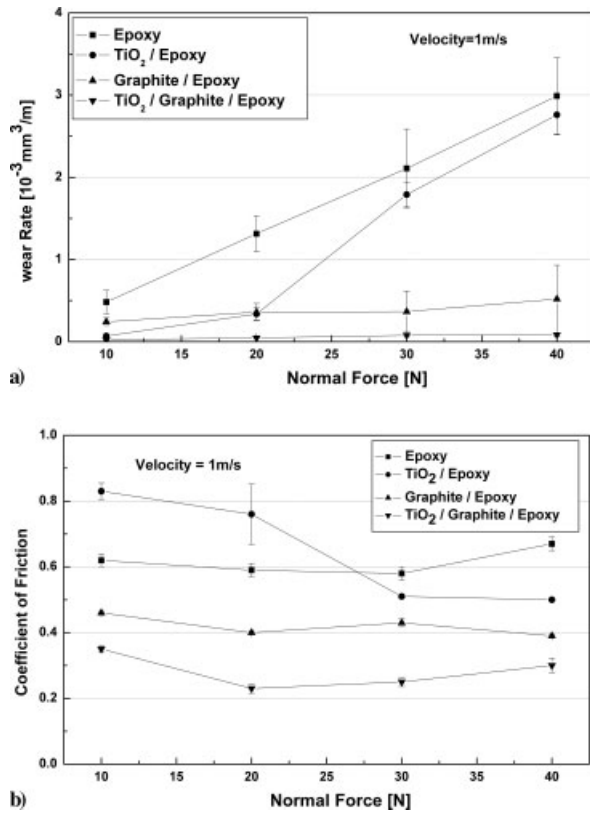 4
3
2
1
0
wear Rate [10⁻³mm³/m]
Epoxy
TiO₂ / Epoxy
Graphite / Epoxy
TiO₂ / Graphite / Epoxy
Velocity=1m/s
10 15 20 25 30 35 40
Normal Force [N]
a)
1.0
0.8
0.6
0.4
0.2
0.0
Coefficient of Friction
Velocity = 1m/s
Epoxy
TiO₂ / Epoxy
Graphite / Epoxy
TiO₂ / Graphite / Epoxy
10 15 20 25 30 35 40
Normal Force [N]
b)